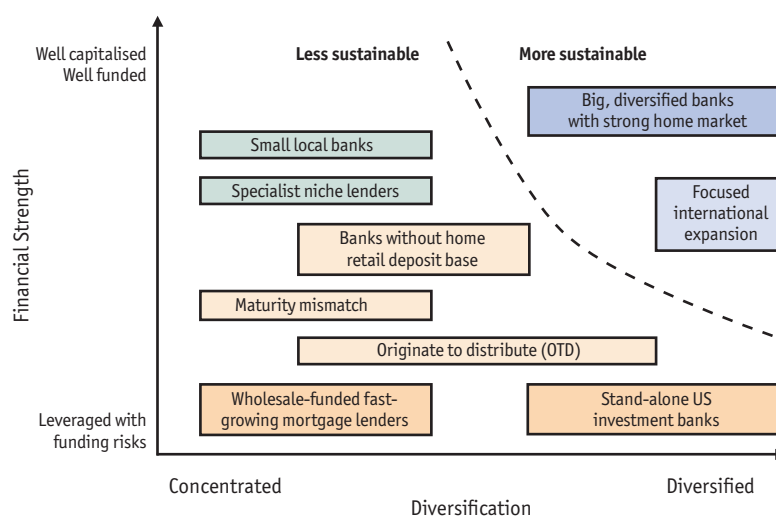 Well capitalised
Well funded
Less sustainable
More sustainable
Big, diversified banks
with strong home market
Small local banks
Specialist niche lenders
Focused
international
expansion
Banks without home
retail deposit base
Financial Strength
Maturity mismatch
Originate to distribute (OTD)
Wholesale-funded fast-
growing mortgage lenders
Stand-alone US
investment banks
Leveraged with
funding risks
Concentrated
Diversified
Diversification